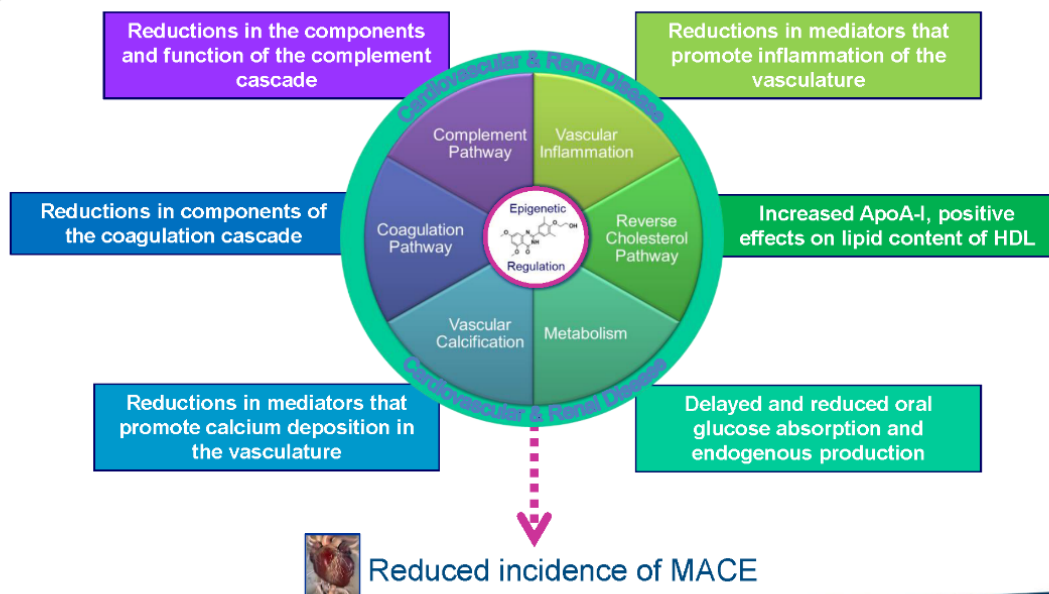 Reductions in the components
and function of the complement
cascade
Reductions in mediators that
promote inflammation of the
vasculature
Cardiovascular & Renal Disease
Complement
Pathway
Vascular
Inflammation
Reductions in components of
the coagulation cascade
Coagulation
Pathway
Epigenetic
OH
N
NH
O
O
O
O
Regulation
Reverse
Cholesterol
Pathway
Increased ApoA-I, positive
effects on lipid content of HDL
Vascular
Calcification
Metabolism
Cardiovascular & Renal Disease
Reductions in mediators that
promote calcium deposition in
the vasculature
Delayed and reduced oral
glucose absorption and
endogenous production
Reduced incidence of MACE